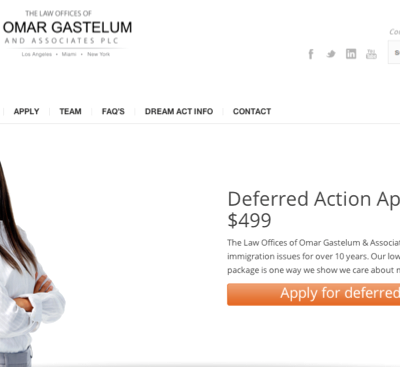 THE LAW OFFICES OF
OMAR GASTELUM
AND ASSOCIATES PLC
Los Angeles • Miami • New York
APPLY TEAM FAQ'S DREAM ACT INFO CONTACT
Deferred Action Ap
$499
The Law Offices of Omar Gastelum & Associat
immigration issues for over 10 years. Our low
package is one way we show we care about
Apply for deferred